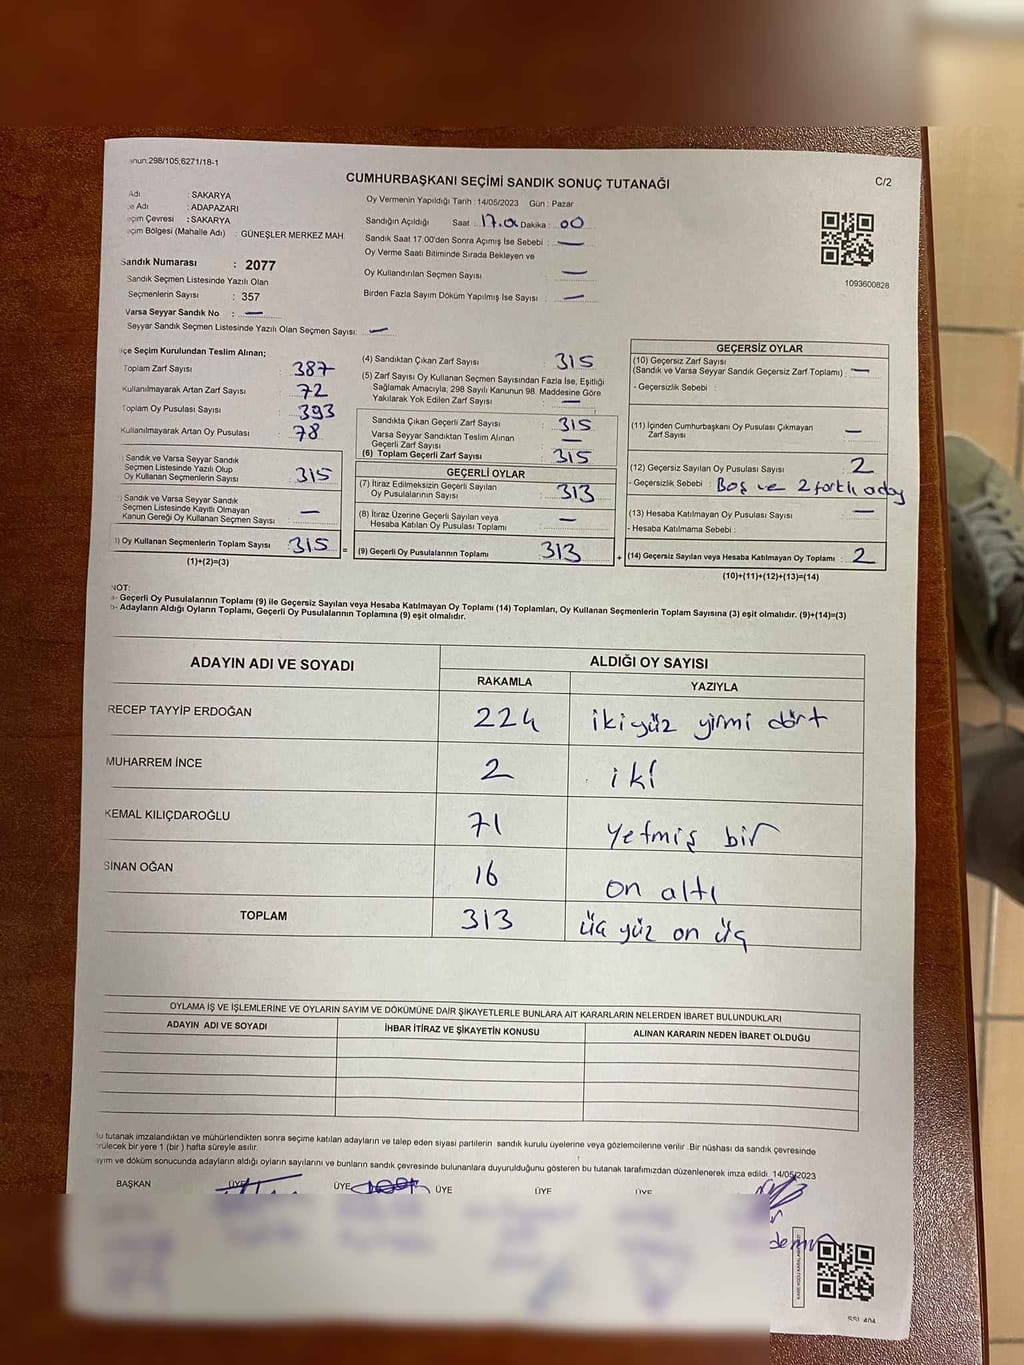 anun:298/105;6271/18-1
C/2
CUMHURBAŞKANI SEÇİMİ SANDIK SONUÇ TUTANAĞI
Adı : SAKARYA
Adı : ADAPAZARI
eçim Çevresi : SAKARYA
eçim Bölgesi (Mahalle Adı) : GÜNEŞLER MERKEZ MAH.
Sandık Numarası : 2077
Sandık Seçmen Listesinde Yazılı Olan
Seçmenlerin Sayısı : 357
Varsa Seyyar Sandık No : —
Seyyar Sandık Seçmen Listesinde Yazılı Olan Seçmen Sayısı: —
Oy Vermenin Yapıldığı Tarih : 14/05/2023 Gün : Pazar
Sandığın Açıldığı Saat : 17.00 Dakika : 00
Sandık Saat 17:00'den Sonra Açımış İse Sebebi : —
Oy Verme Saati Bitiminde Sırada Bekleyen ve
Oy Kullandırılan Seçmen Sayısı : —
Birden Fazla Sayım Döküm Yapılmış İse Sayısı : —
1093600828
lçe Seçim Kurulundan Teslim Alınan;
Toplam Zarf Sayısı : 387
Kullanılmayarak Artan Zarf Sayısı : 72
Toplam Oy Pusulası Sayısı : 393
Kullanılmayarak Artan Oy Pusulası : 78
) Sandık ve Varsa Seyyar Sandık
Seçmen Listesinde Yazılı Olup
Oy Kullanan Seçmenlerin Sayısı : 315
) Sandık ve Varsa Seyyar Sandık
Seçmen Listesinde Kayıtlı Olmayan
Kanun Gereği Oy Kullanan Seçmen Sayısı : —
) Oy Kullanan Seçmenlerin Toplam Sayısı : 315 =
(1)+(2)=(3)
(4) Sandıktan Çıkan Zarf Sayısı : 315
(5) Zarf Sayısı Oy Kullanan Seçmen Sayısından Fazla İse, Eşitliği
Sağlamak Amacıyla, 298 Sayılı Kanunun 98. Maddesine Göre
Yakılarak Yok Edilen Zarf Sayısı : —
Sandıkta Çıkan Geçerli Zarf Sayısı : 315
Varsa Seyyar Sandıktan Teslim Alınan
Geçerli Zarf Sayısı : —
(6) Toplam Geçerli Zarf Sayısı : 315
GEÇERLİ OYLAR
(7) İtiraz Edilmeksizin Geçerli Sayılan
Oy Pusulalarının Sayısı : 313
(8) İtiraz Üzerine Geçerli Sayılan veya
Hesaba Katılan Oy Pusulası Toplamı : —
(9) Geçerli Oy Pusulalarının Toplamı : 313 +
GEÇERSİZ OYLAR
(10) Geçersiz Zarf Sayısı
(Sandık ve Varsa Seyyar Sandık Geçersiz Zarf Toplamı) : —
- Geçersizlik Sebebi :
(11) İçinden Cumhurbaşkanı Oy Pusulası Çıkmayan
Zarf Sayısı : —
(12) Geçersiz Sayılan Oy Pusulası Sayısı : 2
- Geçersizlik Sebebi : Boş ve 2 farklı aday
(13) Hesaba Katılmayan Oy Pusulası Sayısı : —
- Hesaba Katılmama Sebebi :
(14) Geçersiz Sayılan veya Hesaba Katılmayan Oy Toplamı : 2
(10)+(11)+(12)+(13)=(14)
NOT:
a- Geçerli Oy Pusulalarının Toplamı (9) ile Geçersiz Sayılan veya Hesaba Katılmayan Oy Toplamı (14) Toplamları, Oy Kullanan Seçmenlerin Toplam Sayısına (3) eşit olmalıdır. (9)+(14)=(3)
b- Adayların Aldığı Oyların Toplamı, Geçerli Oy Pusulalarının Toplamına (9) eşit olmalıdır.
ADAYIN ADI VE SOYADI
ALDIĞI OY SAYISI
RAKAMLA YAZIYLA
RECEP TAYYİP ERDOĞAN 224 iki yüz yirmi dört
MUHARREM İNCE 2 iki
KEMAL KILIÇDAROĞLU 71 yetmiş bir
SİNAN OĞAN 16 on altı
TOPLAM 313 üç yüz on üç
OYLAMA İŞ VE İŞLEMLERİNE VE OYLARIN SAYIM VE DÖKÜMÜNE DAİR ŞİKAYETLERLE BUNLARA AİT KARARLARIN NELERDEN İBARET BULUNDUKLARI
ADAYIN ADI VE SOYADI İHBAR İTİRAZ VE ŞİKAYETİN KONUSU ALINAN KARARIN NEDEN İBARET OLDUĞU
u tutanak imzalandıktan ve mühürlendikten sonra seçime katılan adayların ve talep eden siyasi partilerin sandık kurulu üyelerine veya gözlemcilerine verilir .Bir nüshası da sandık çevresinde
rülecek bir yere 1 (bir ) hafta süreyle asılır.
ayım ve döküm sonucunda adayların aldığı oyların sayılarını ve bunların sandık çevresinde bulunanlara duyurulduğunu gösteren bu tutanak tarafımızdan düzenlenerek imza edildi. 14/05/2023
BAŞKAN ÜYE ÜYE ÜYE ÜYE ÜYE